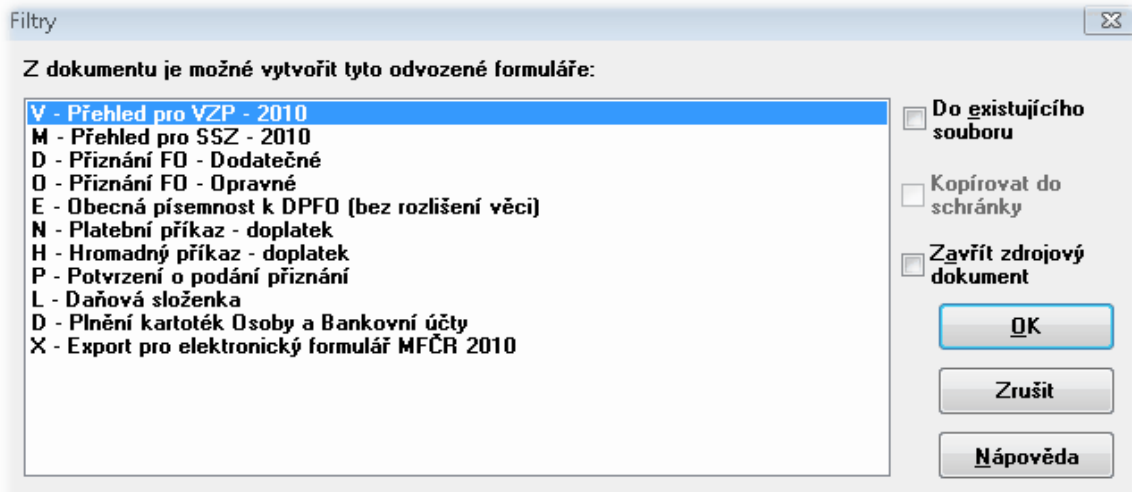 Filtry
Z dokumentu je možné vytvořit tyto odvozené formuláře:
V - Přehled pro VZP - 2010
M - Přehled pro SSZ - 2010
D - Přiznání FO - Dodatečné
O - Přiznání FO - Opravné
E - Obecná písemnost k DPFO (bez rozlišení věci)
N - Platební příkaz - doplatek
H - Hromadný příkaz - doplatek
P - Potvrzení o podání přiznání
L - Daňová složenka
D - Plnění kartoték Osoby a Bankovní účty
X - Export pro elektronický formulář MFČR 2010
Do existujícího
souboru
Kopírovat do
schránky
Zavřít zdrojový
dokument
OK
Zrušit
Nápověda